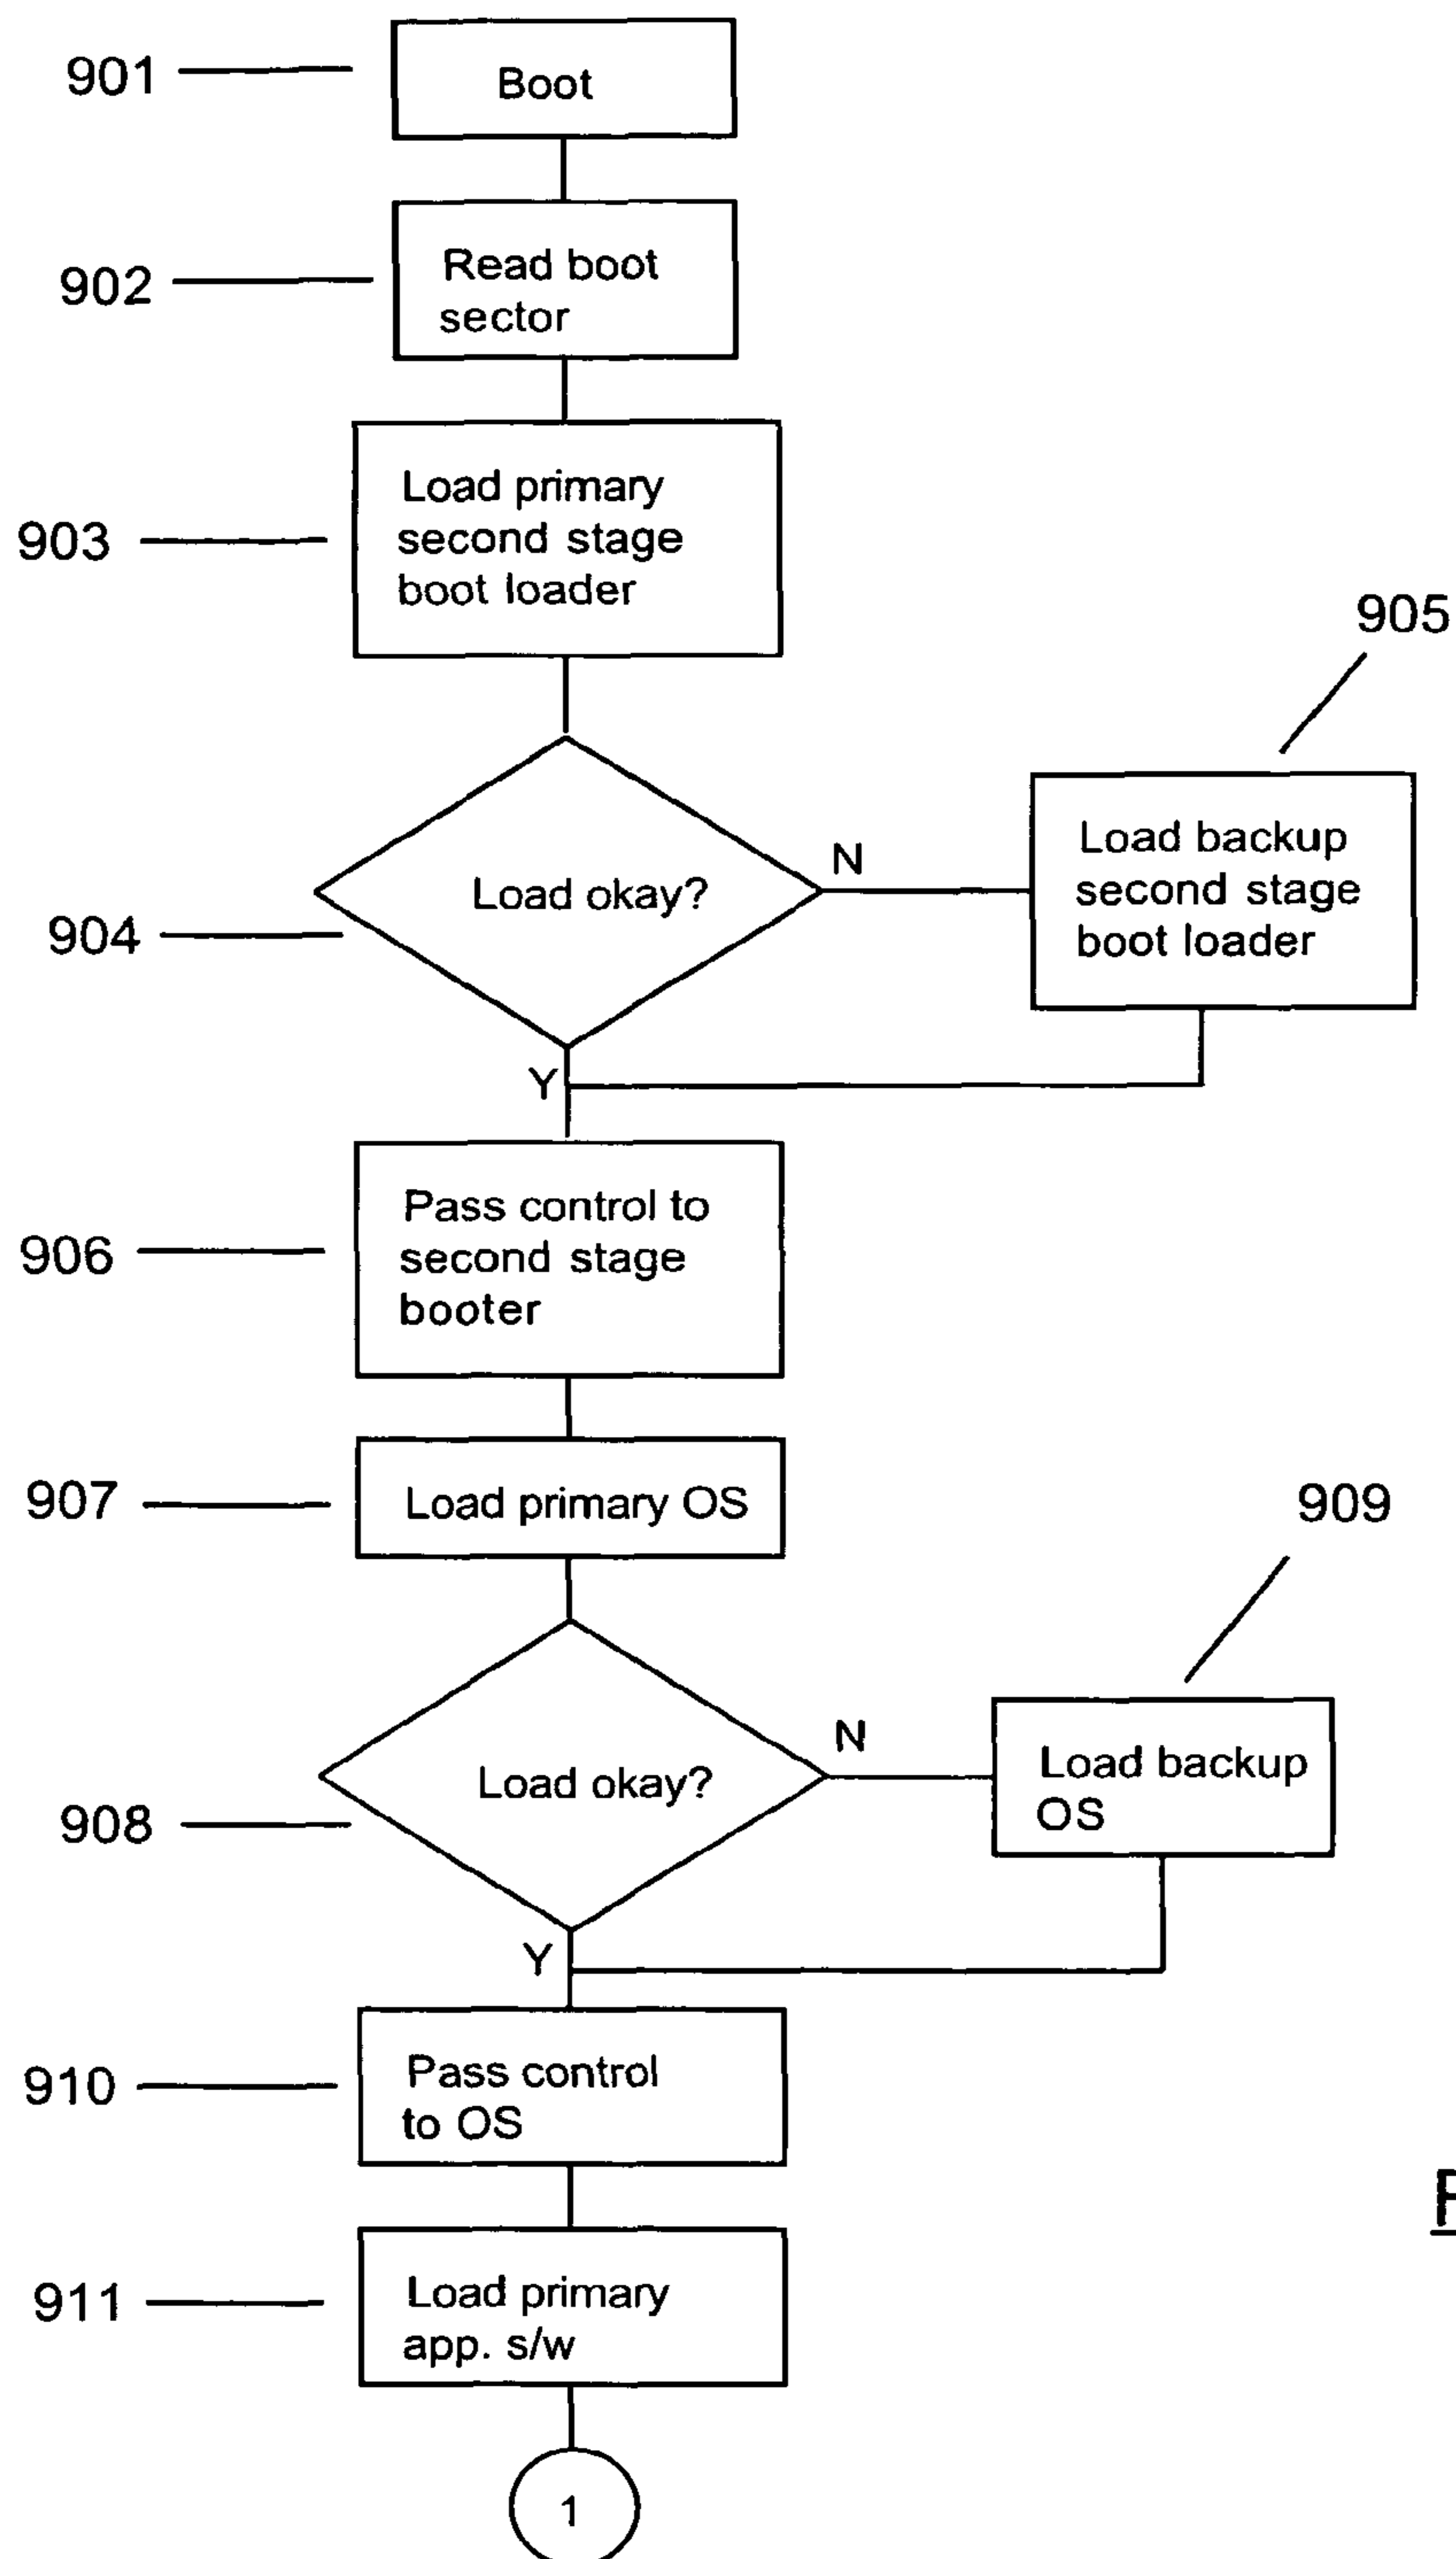 901
Boot
902
Read boot
sector
903
Load primary
second stage
boot loader
905
904
Load okay?
N
Load backup
second stage
boot loader
Y
906
Pass control to
second stage
booter
907
Load primary OS
909
908
Load okay?
N
Load backup
OS
Y
910
Pass control
to OS
911
Load primary
app. s/w
1